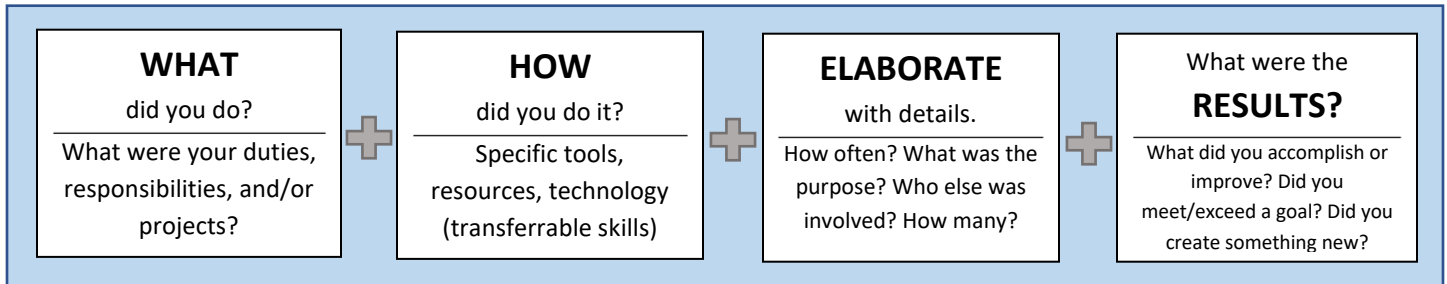 WHAT
did you do?
What were your duties,
responsibilities, and/or
projects?
HOW
did you do it?
Specific tools,
resources, technology
(transferrable skills)
ELABORATE
with details.
How often? What was the
purpose? Who else was
involved? How many?
What were the
RESULTS?
What did you accomplish or
improve? Did you
meet/exceed a goal? Did you
create something new?